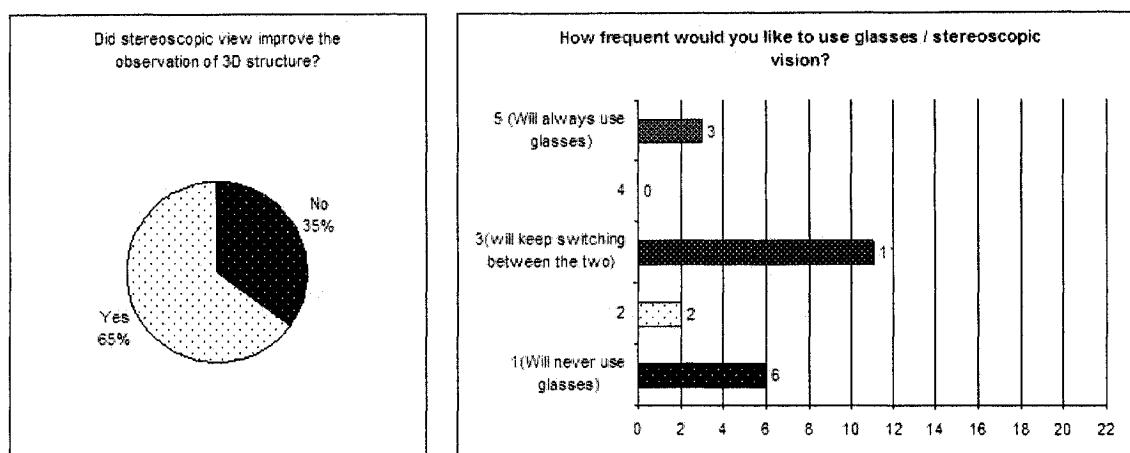 Did stereoscopic view improve the
observation of 3D structure?
No
35%
Yes
65%
How frequent would you like to use glasses / stereoscopic
vision?
5 (Will always use
glasses)
3
4
0
3(will keep switching
between the two)
1
2
2
1(Will never use
glasses)
6
0 2 4 6 8 10 12 14 16 18 20 22